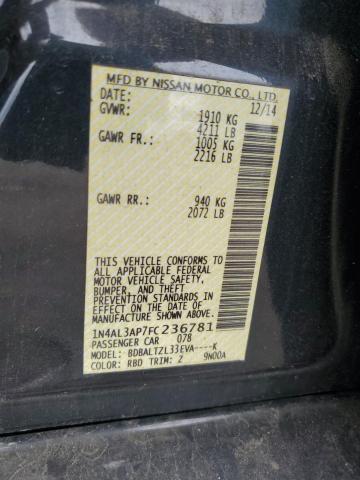 MFD BY NISSAN MOTOR CO., LTD.
DATE: 12/14
GVWR: 1910 KG
4211 LB
GAWR FR.: 1005 KG
2216 LB
GAWR RR.: 940 KG
2072 LB
THIS VEHICLE CONFORMS TO ALL
APPLICABLE U.S. FEDERAL MOTOR
VEHICLE SAFETY,
BUMPER, AND THEFT
PREVENTION STANDARDS IN
EFFECT ON THE DATE OF
MANUFACTURE SHOWN ABOVE.
1N4AL3AP7FC236781
PASSENGER CAR 078
MODEL: BDBALTZL33EVA----K
COLOR: RBD TRIM: Z 9N00A